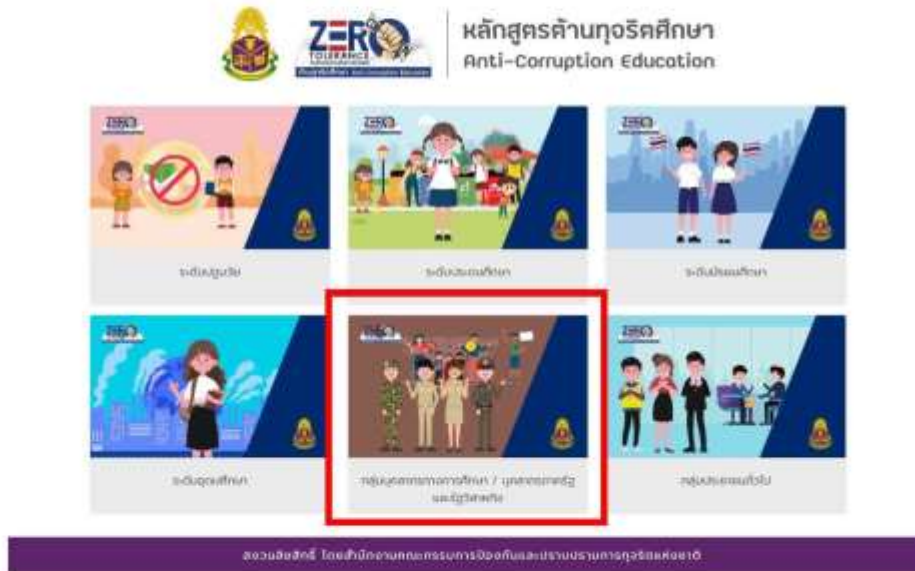 หลักสูตรต้านทุจริตศึกษา
Anti-Corruption Education
ZERO
TOLERANCE
ZERO
ZERO
ZERO
ระดับปฐมวัย
ระดับประถมศึกษา
ระดับมัธยมศึกษา
ZERO
ZERO
ZERO
ระดับอุดมศึกษา
กลุ่มบุคลากรทางการศึกษา / บุคลากรภาครัฐ
และรัฐวิสาหกิจ
กลุ่มประชาชนทั่วไป
สงวนลิขสิทธิ์ โดยสำนักงานคณะกรรมการป้องกันและปราบปรามการทุจริตแห่งชาติ